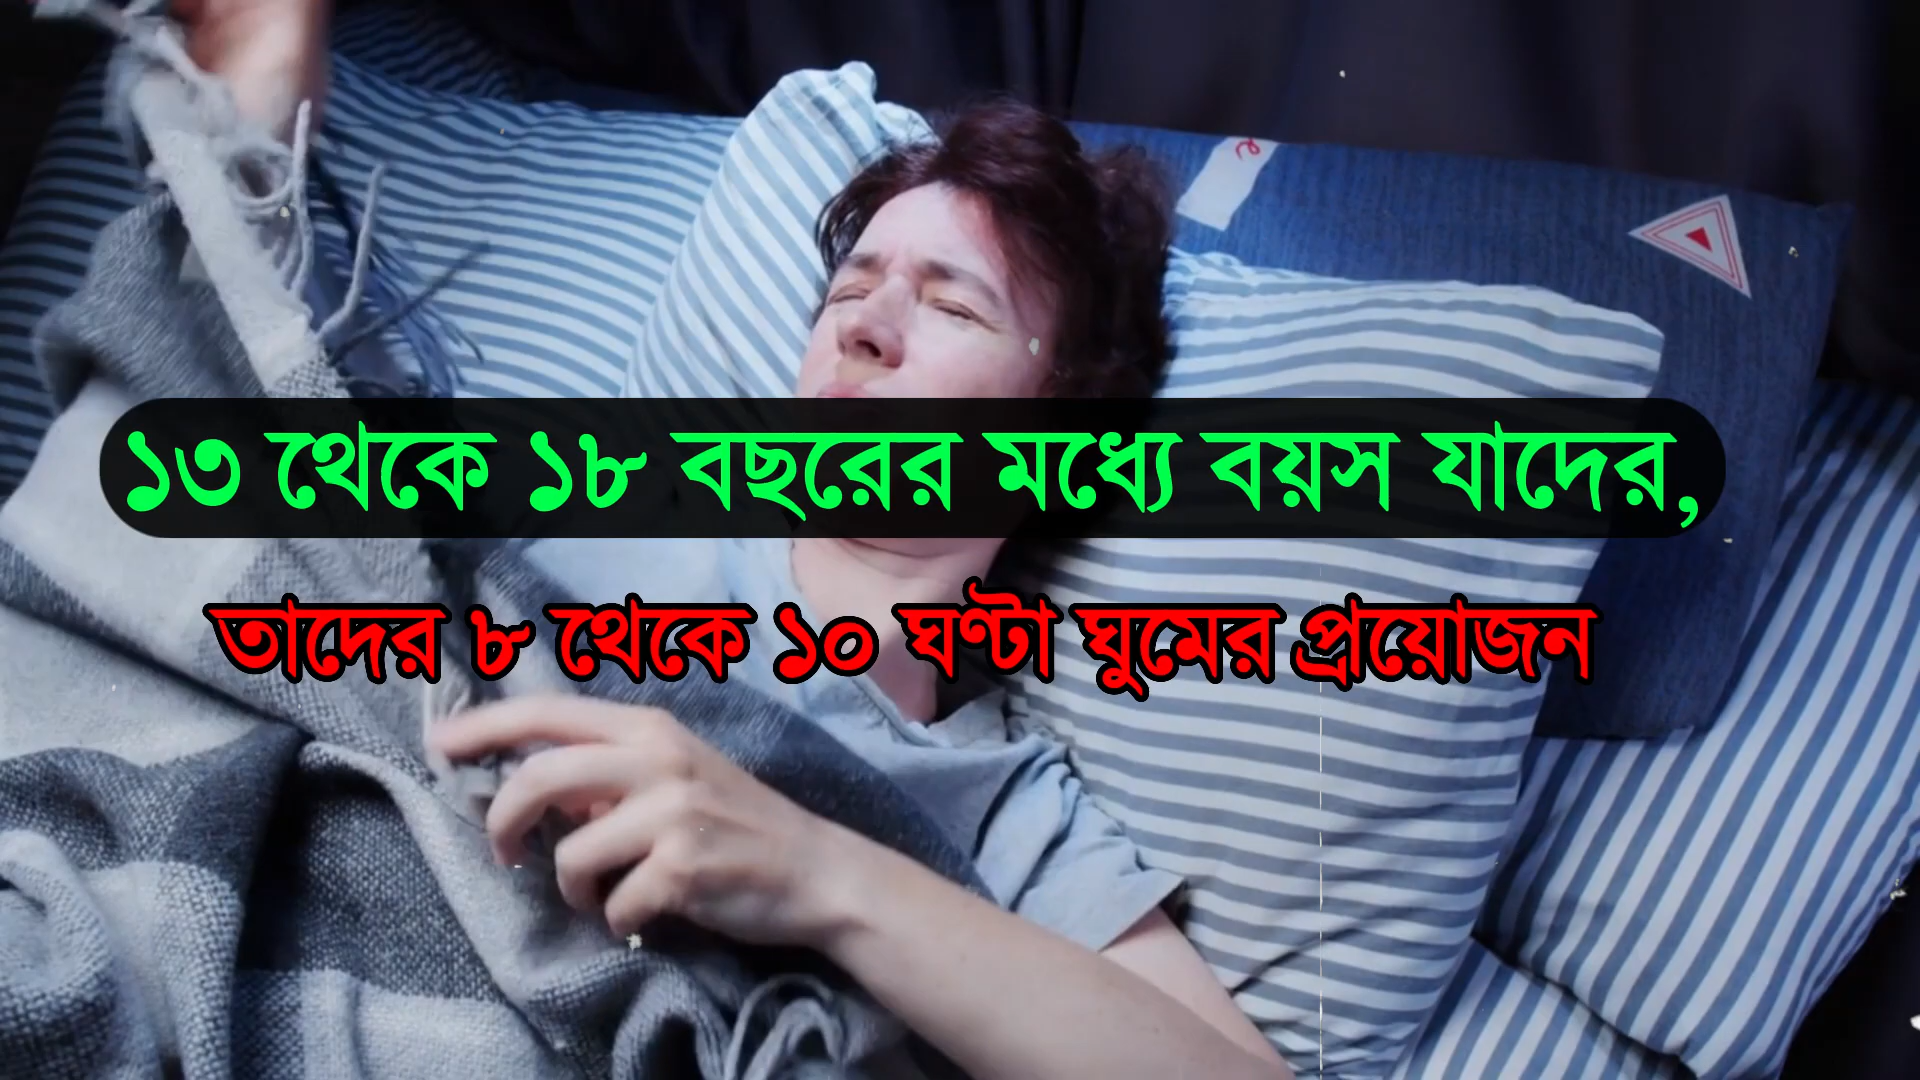 ১৩ থেকে ১৮ বছরের মধ্যে বয়স যাদের,
তাদের ৮ থেকে ১০ ঘণ্টা ঘুমের প্রয়োজন